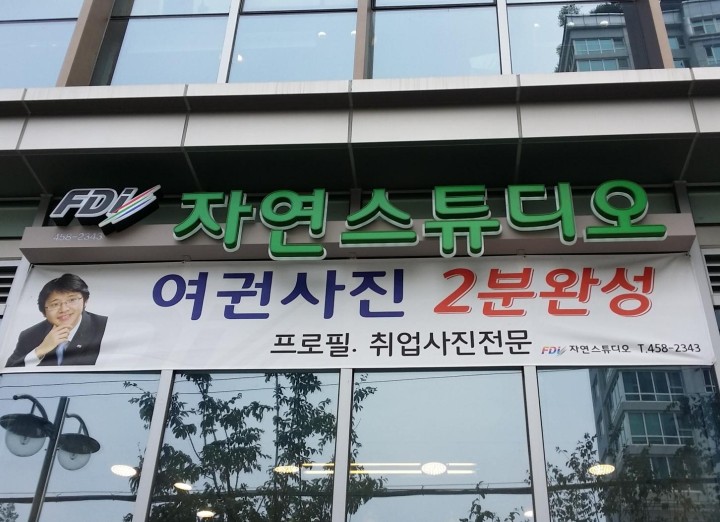 FDi 자연스튜디오
458-2343
여권사진 2분완성
프로필. 취업사진전문 FDi 자연스튜디오 T.458-2343